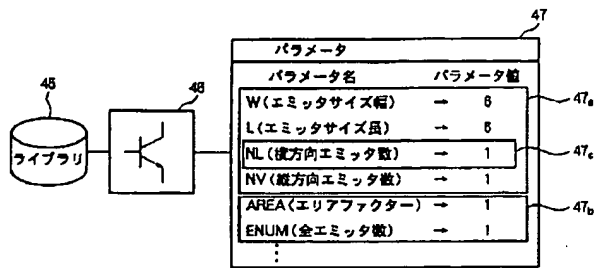 47
パラメータ
パラメータ名 パラメータ値
45
46
ライブラリ
W(エミッタサイズ幅) → 6
L(エミッタサイズ長) → 6
NL(横方向エミッタ数) → 1
NV(縦方向エミッタ数) → 1
AREA(エリアファクター) → 1
ENUM(全エミッタ数) → 1
⋮
47a
47c
47b